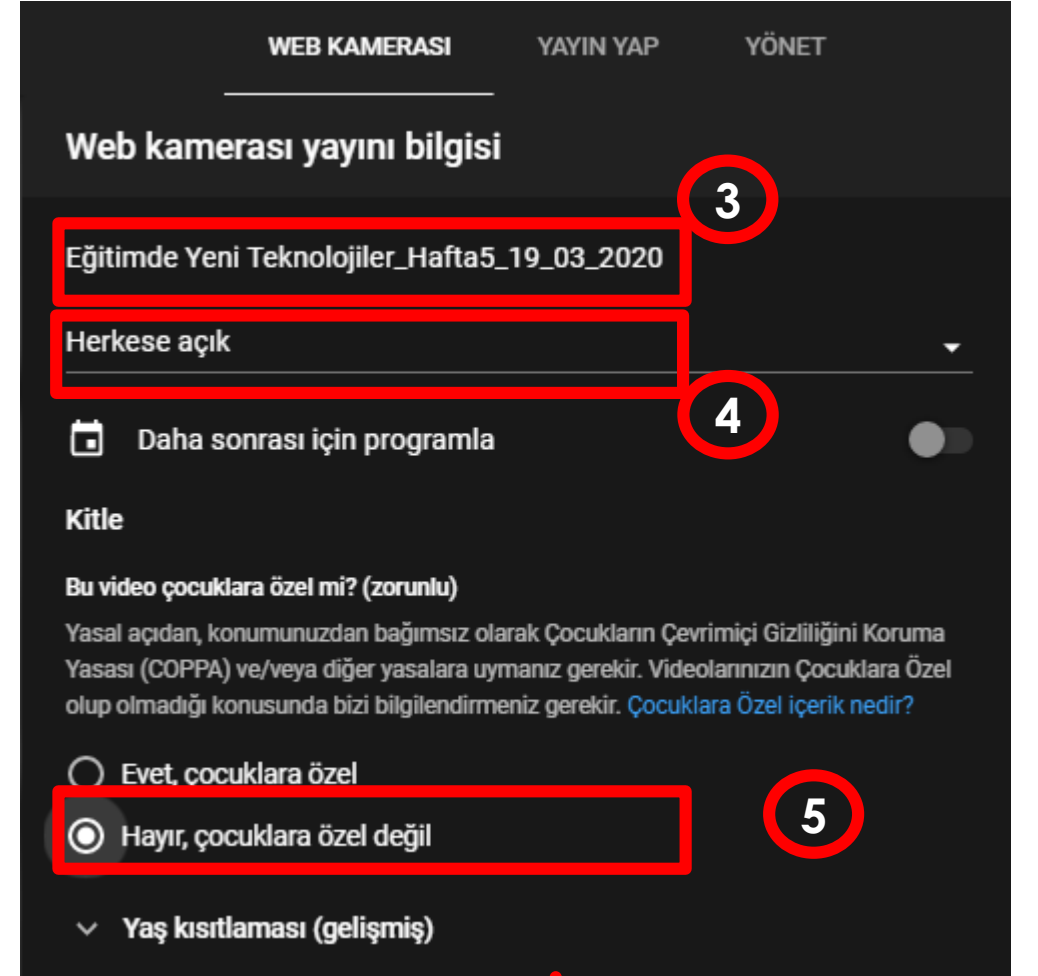 WEB KAMERASI YAYIN YAP YÖNET
Web kamerası yayını bilgisi
3
Eğitimde Yeni Teknolojiler_Hafta5_19_03_2020
Herkese açık
4
Daha sonrası için programla
Kitle
Bu video çocuklara özel mi? (zorunlu)
Yasal açıdan, konumunuzdan bağımsız olarak Çocukların Çevrimiçi Gizliliğini Koruma
Yasası (COPPA) ve/veya diğer yasalara uymanız gerekir. Videolarınızın Çocuklara Özel
olup olmadığı konusunda bizi bilgilendirmeniz gerekir. Çocuklara Özel içerik nedir?
Evet, çocuklara özel
5
Hayır, çocuklara özel değil
Yaş kısıtlaması (gelişmiş)